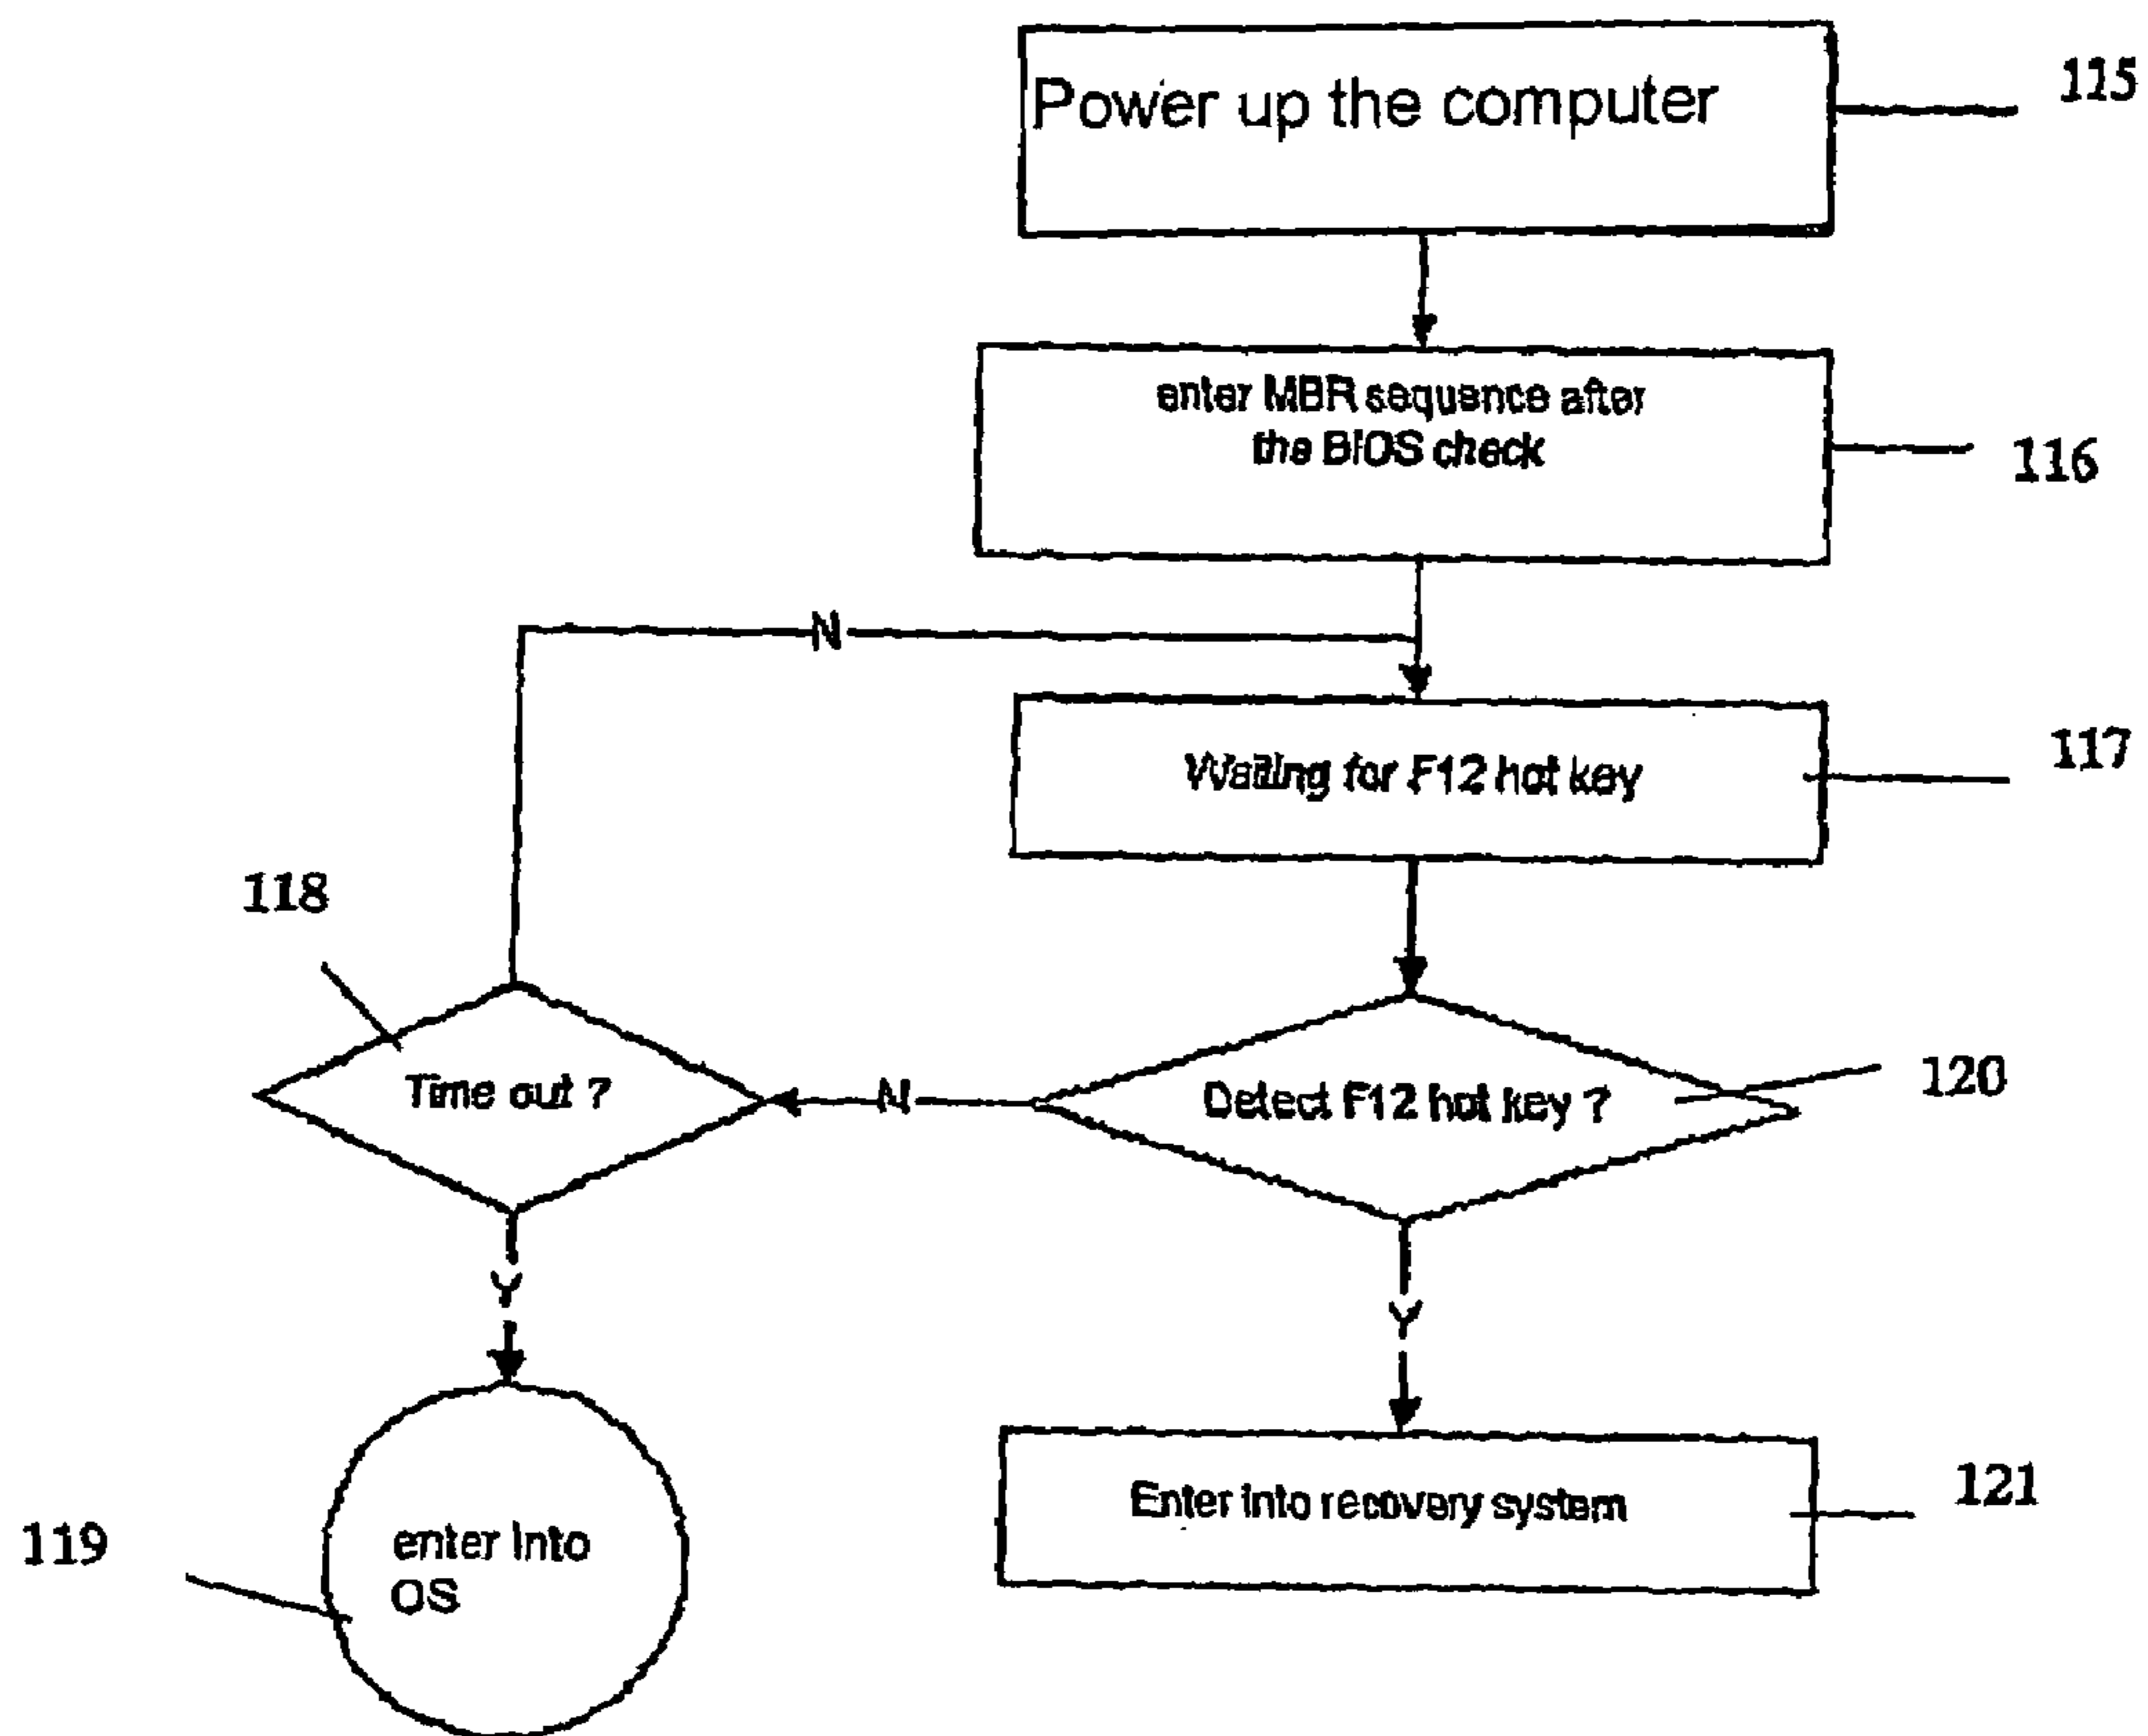 Power up the computer
115
enter MBR sequence after
the BIOS check
116
N
Waiting for F12 hot key
117
118
Time out ?
N
Detect F12 hot key ?
120
Y
Y
119
enter Into
OS
Enter into recovery system
121